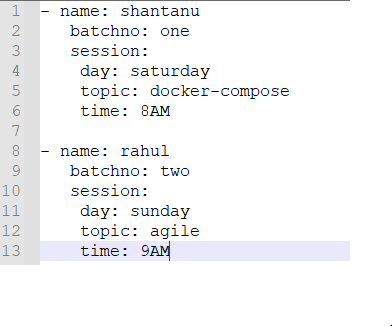 1 - name: shantanu
2    batchno: one
3    session:
4     day: saturday
5     topic: docker-compose
6     time: 8AM
7
8 - name: rahul
9    batchno: two
10    session:
11     day: sunday
12     topic: agile
13     time: 9AM